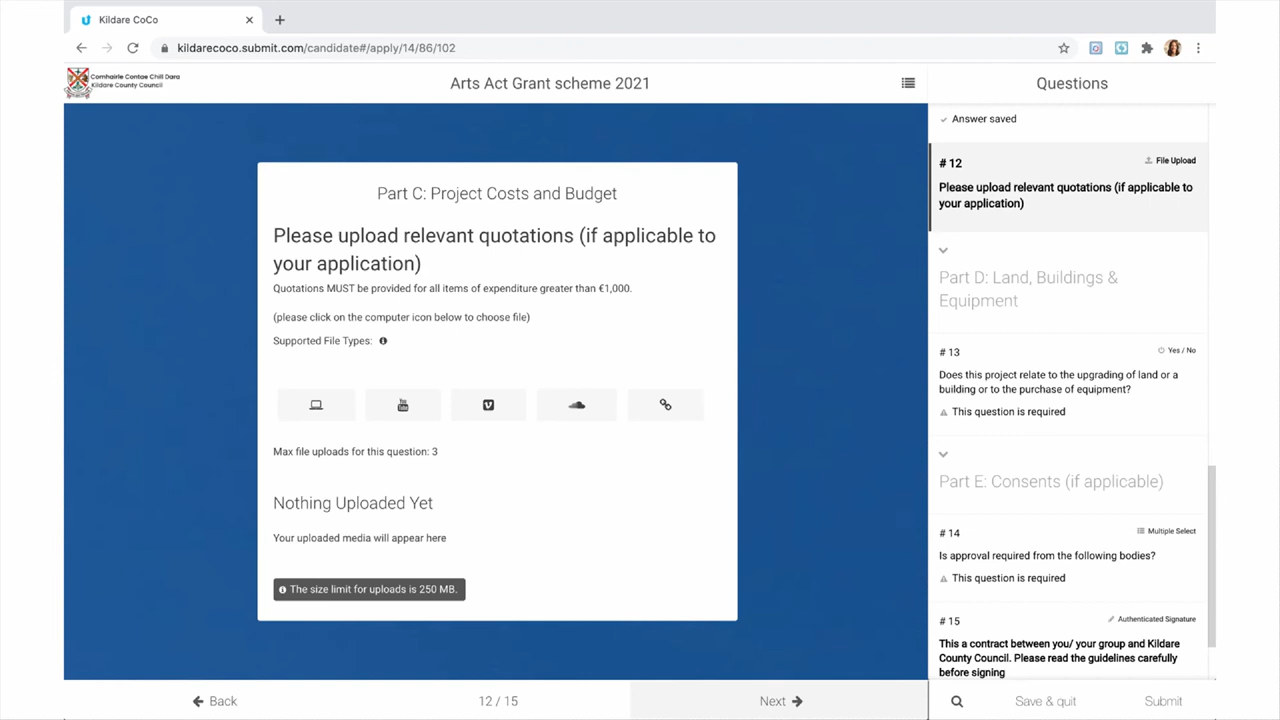 Kildare CoCo
kildarecoco.submit.com/candidate#/apply/14/86/102
Comhairle Contae Chill Dara
Kildare County Council
Arts Act Grant scheme 2021
Questions
Answer saved
# 12
File Upload
Please upload relevant quotations (if applicable to
your application)
Part C: Project Costs and Budget
Please upload relevant quotations (if applicable to
your application)
Quotations MUST be provided for all items of expenditure greater than €1,000.
(please click on the computer icon below to choose file)
Supported File Types:
You
Tube
Max file uploads for this question: 3
Nothing Uploaded Yet
Your uploaded media will appear here
The size limit for uploads is 250 MB.
Part D: Land, Buildings &
Equipment
# 13
Yes / No
Does this project relate to the upgrading of land or a
building or to the purchase of equipment?
This question is required
Part E: Consents (if applicable)
# 14
Multiple Select
Is approval required from the following bodies?
This question is required
# 15
Authenticated Signature
This a contract between you/ your group and Kildare
County Council. Please read the guidelines carefully
before signing
Back
12 / 15
Next
Save & quit
Submit